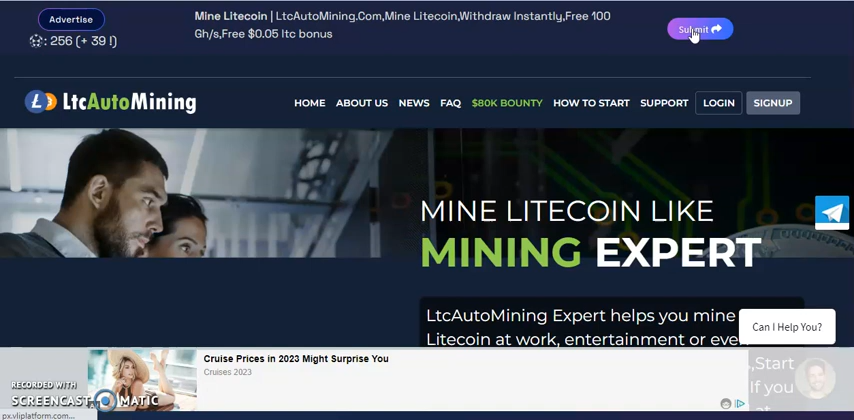 Advertise
: 256 (+ 39 !)
Mine Litecoin | LtcAutoMining.Com,Mine Litecoin,Withdraw Instantly,Free 100
Gh/s,Free $0.05 ltc bonus
Submit
LtcAutoMining
HOME ABOUT US NEWS FAQ $80K BOUNTY HOW TO START SUPPORT LOGIN SIGNUP
MINE LITECOIN LIKE
MINING EXPERT
LtcAutoMining Expert helps you mine
Litecoin at work, entertainment or even
Can I Help You?
,Start
If you
at
Cruise Prices in 2023 Might Surprise You
Cruises 2023
RECORDED WITH
SCREENCAST MATIC
px.vliplatform.com...